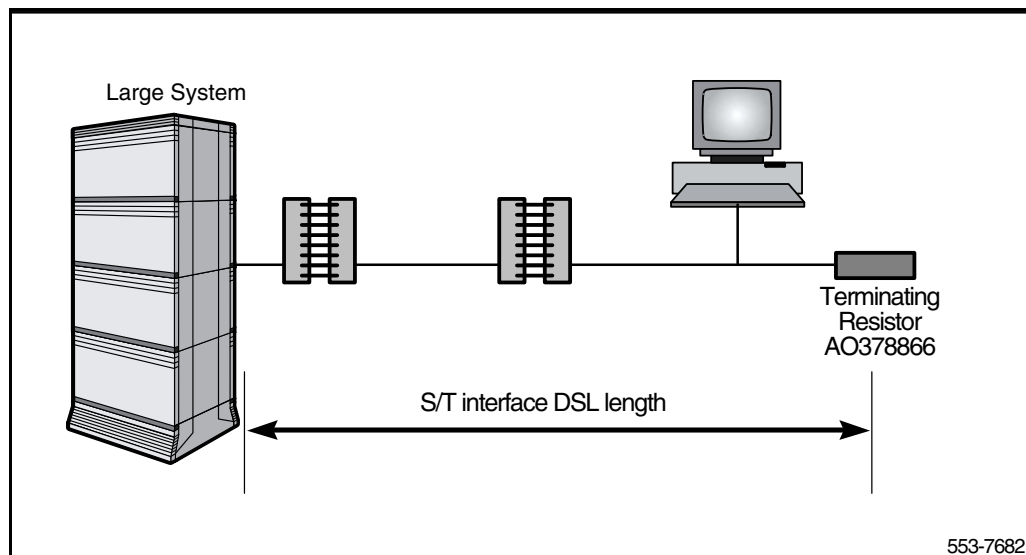 Large System
Terminating
Resistor
AO378866
S/T interface DSL length
553-7682